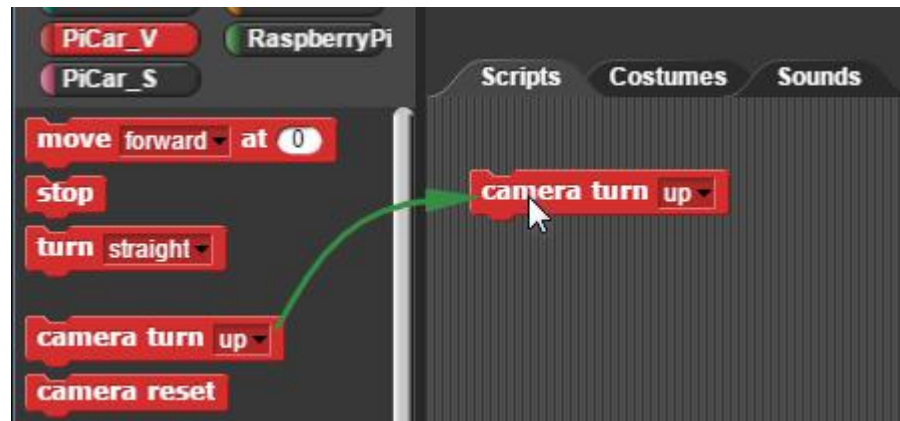 PiCar_V
RaspberryPi
PiCar_S
Scripts
Costumes
Sounds
move forward at 0
stop
turn straight
camera turn up
camera reset
camera turn up